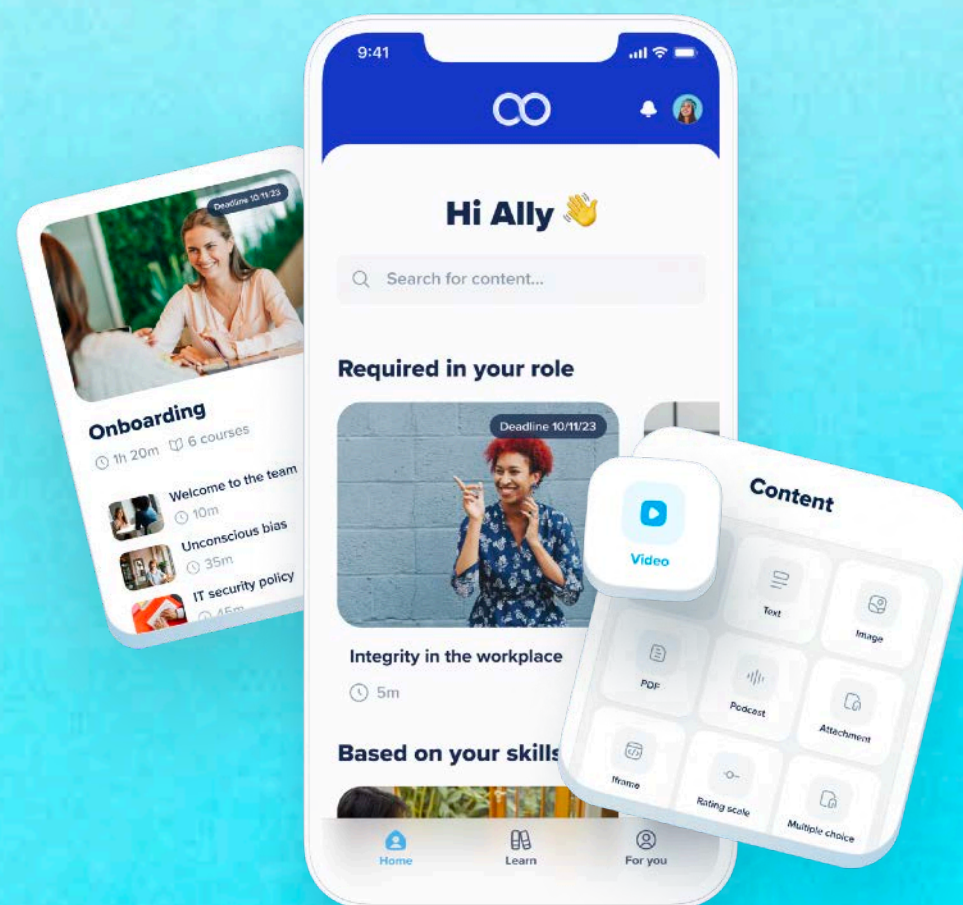 9:41
Hi Ally 👋
Search for content...
Required in your role
Deadline 10/11/23
Integrity in the workplace
5m
Based on your skills
Home
Learn
For you
Deadline 10/11/23
Onboarding
1h 20m 6 courses
Welcome to the team
10m
Unconscious bias
35m
IT security policy
45m
Content
Video
Text
Image
PDF
Podcast
Attachment
Iframe
Rating scale
Multiple choice